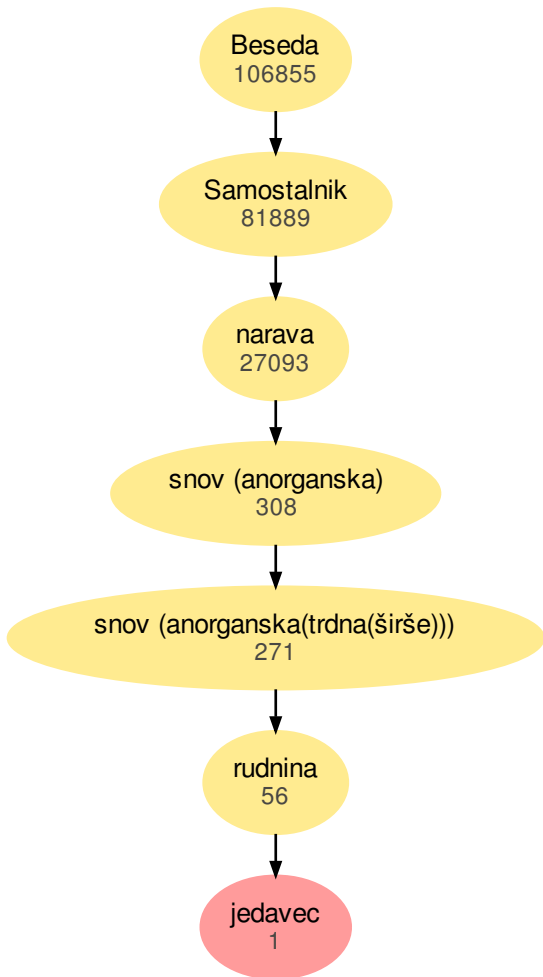 Beseda
106855
Samostalnik
81889
narava
27093
snov (anorganska)
308
snov (anorganska(trdna(širše)))
271
rudnina
56
jedavec
1